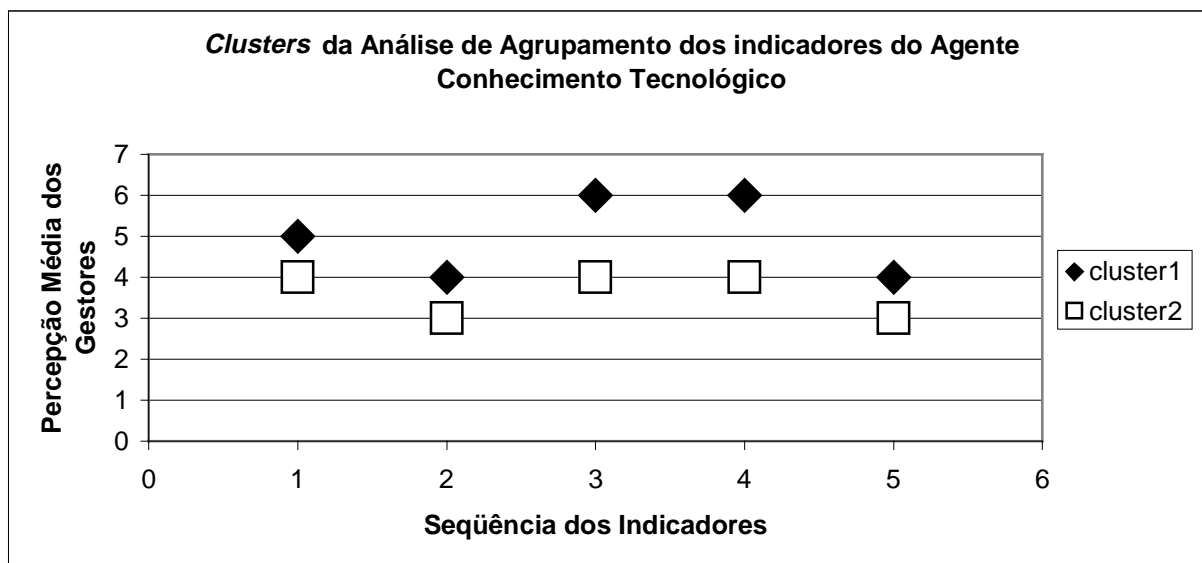 Clusters da Análise de Agrupamento dos indicadores do Agente
Conhecimento Tecnológico
Percepção Média dos
Gestores
7
6
5
4
3
2
1
0
0 1 2 3 4 5 6
Seqüência dos Indicadores
cluster1
cluster2